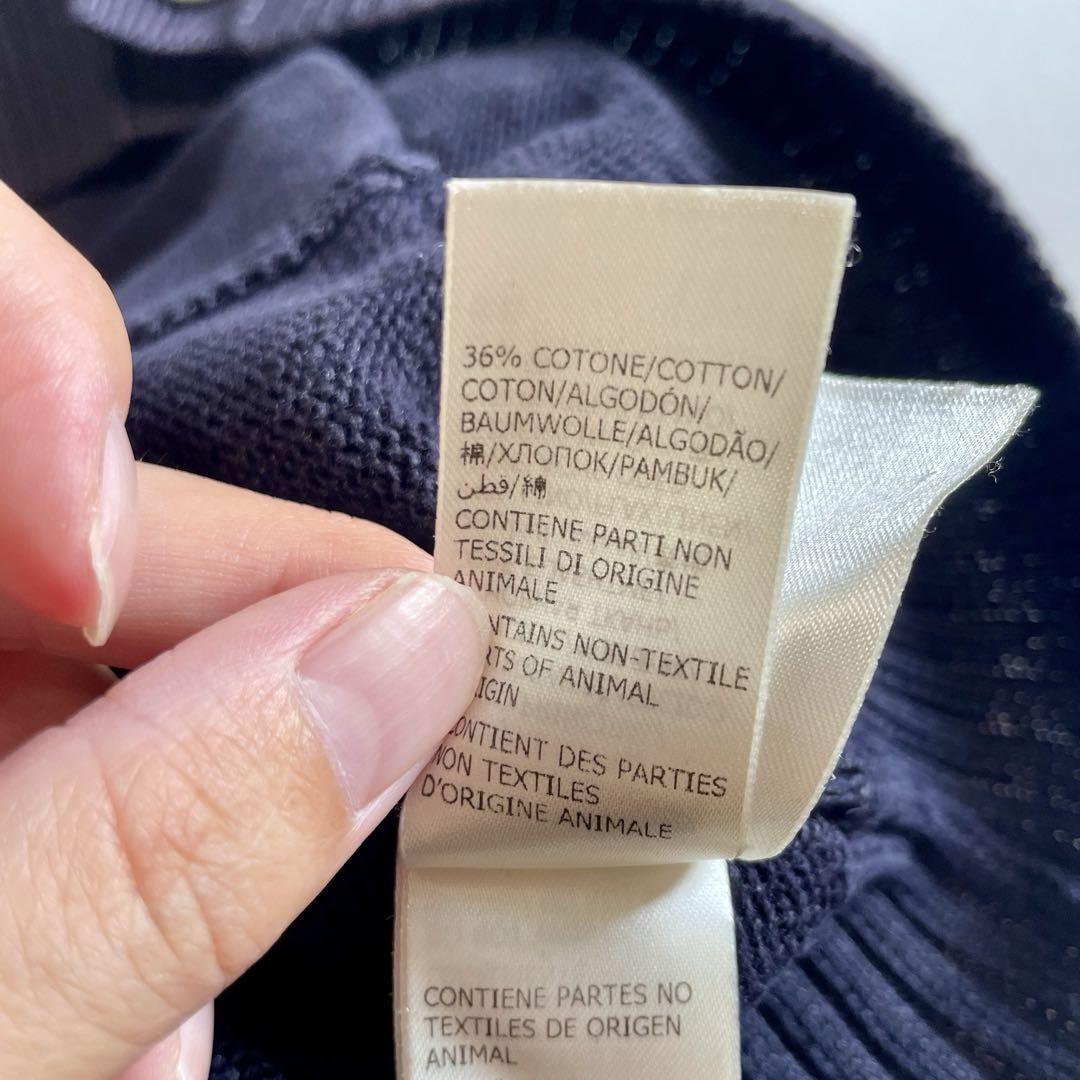 36% COTONE/COTTON/
COTON/ALGODÓN/
BAUMWOLLE/ALGODÃO/
棉/ХЛОПОК/PAMBUK/
قطن/綿
CONTIENE PARTI NON
TESSILI DI ORIGINE
ANIMALE
NTAINS NON-TEXTILE
RTS OF ANIMAL
IGIN
CONTIENT DES PARTIES
NON TEXTILES
D'ORIGINE ANIMALE
CONTIENE PARTES NO
TEXTILES DE ORIGEN
ANIMAL